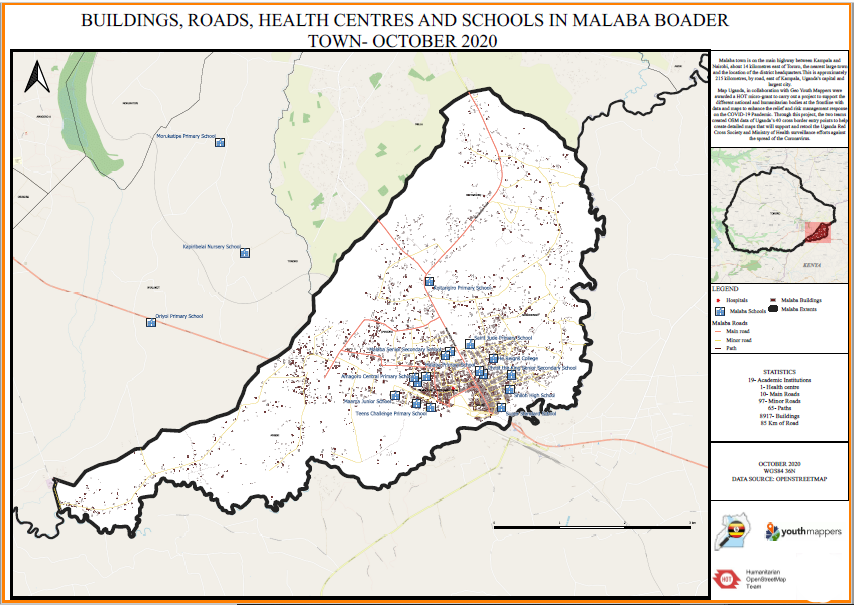 BUILDINGS, ROADS, HEALTH CENTRES AND SCHOOLS IN MALABA BOADER
TOWN- OCTOBER 2020
Malaba town is on the main highway between Kampala and
Nairobi, about 14 kilometres east of Tororo, the nearest large town
and the location of the district headquarters. This is approximately
215 kilometres, by road, east of Kampala, Uganda's capital and
largest city.
Map Uganda, in collaboration with Geo Youth Mappers were
awarded a HOT micro-grant to carry out a project to support the
different national and humanitarian bodies at the frontline with
data and maps to enhance the relief and risk management response
on the COVID-19 Pandemic. Through this project, the two teams
created OSM data of Uganda's 40 cross border entry points to help
create detailed maps that will support and retool the Uganda Red
Cross Society and Ministry of Health surveillance efforts against
the spread of the Coronavirus.
Morukatipe Primary School
Kajoribeiai Nursery School
Oriyoi Primary School
Primary School
Saint Jude Primary School
Senior Secondary School
College
Senior Secondary School
Amagoro Central Primary School
Junior School
High School
Teens Challenge Primary School
KENYA
LEGEND
Hospitals
Malaba Buildings
Malaba Schools
Malaba Extents
Malaba Roads
Main road
Minor road
Path
STATISTICS
19- Academic Institutions
1- Health centre
10- Main Roads
97- Minor Roads
65- Paths
8917- Buildings
85 Km of Road
OCTOBER 2020
WGS84 36N
DATA SOURCE: OPENSTREETMAP
youthmappers
HOT
Humanitarian
OpenStreetMap
Team